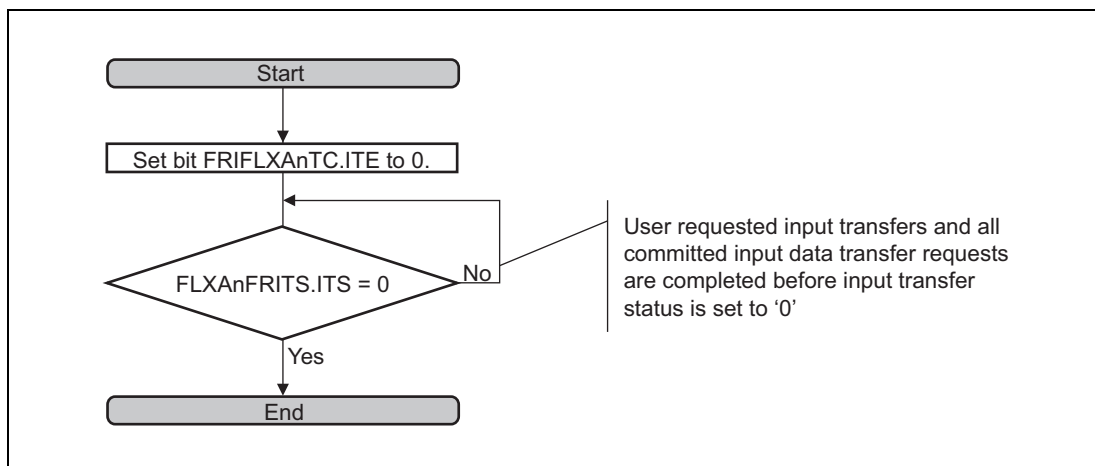 Start
Set bit FRIFLXAnTC.ITE to 0.
FLXAnFRITS.ITS = 0
No
User requested input transfers and all
committed input data transfer requests
are completed before input transfer
status is set to ‘0’
Yes
End